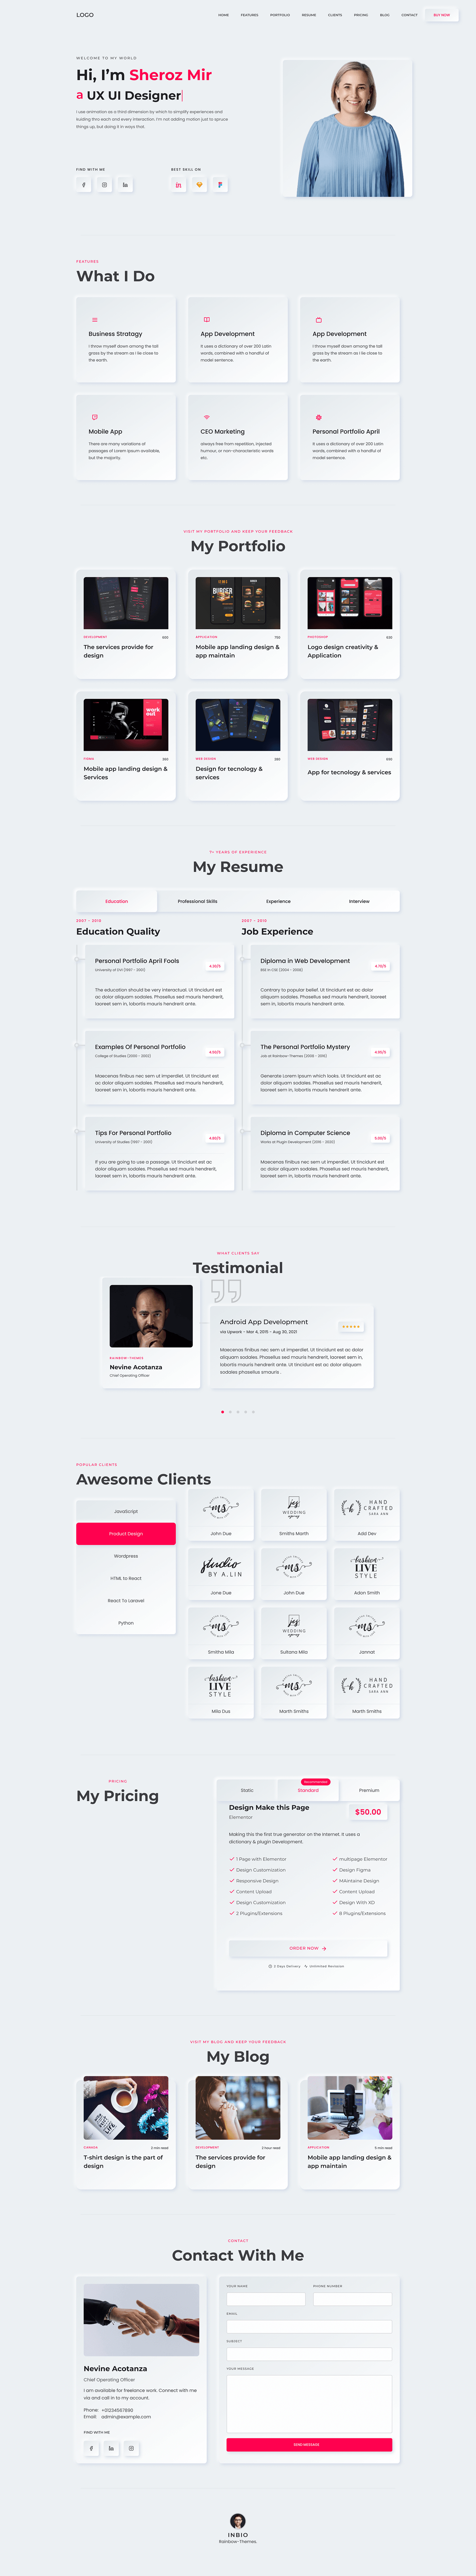 LOGO
HOME FEATURES PORTFOLIO RESUME CLIENTS PRICING BLOG CONTACT BUY NOW
WELCOME TO MY WORLD
Hi, I'm Sheroz Mir
a UX UI Designer
I use animation as a third dimension by which to simplify experiences and
kuiding thro each and every interaction. I'm not adding motion just to spruce
things up, but doing it in ways that.
FIND WITH ME
BEST SKILL ON
FEATURES
What I Do
Business Stratagy
I throw myself down among the tall
grass by the stream as I lie close to
the earth.
App Development
It uses a dictionary of over 200 Latin
words, combined with a handful of
model sentence.
App Development
I throw myself down among the tall
grass by the stream as I lie close to
the earth.
Mobile App
There are many variations of
passages of Lorem Ipsum available,
but the majority.
CEO Marketing
always free from repetition, injected
humour, or non-characteristic words
etc.
Personal Portfolio April
It uses a dictionary of over 200 Latin
words, combined with a handful of
model sentence.
VISIT MY PORTFOLIO AND KEEP YOUR FEEDBACK
My Portfolio
DEVELOPMENT 600
The services provide for
design
BURGER
APPLICATION 750
Mobile app landing design &
app maintain
PHOTOSHOP 630
Logo design creativity &
Application
work
out
FIGMA 360
Mobile app landing design &
Services
WEB DESIGN 280
Design for tecnology &
services
WEB DESIGN 690
App for tecnology & services
7+ YEARS OF EXPERIENCE
My Resume
Education Professional Skills Experience Interview
2007 - 2010
Education Quality
2007 - 2010
Job Experience
Personal Portfolio April Fools
University of DVI (1997 - 2001)
4.30/5
The education should be very interactual. Ut tincidunt est
ac dolor aliquam sodales. Phasellus sed mauris hendrerit,
laoreet sem in, lobortis mauris hendrerit ante.
Diploma in Web Development
BSE In CSE (2004 - 2008)
4.70/5
Contrary to popular belief. Ut tincidunt est ac
dolor aliquam sodales. Phasellus sed mauris hendrerit, laoreet
sem in, lobortis mauris hendrerit ante.
Examples Of Personal Portfolio
College of Studies (2000 - 2002)
4.50/5
Maecenas finibus nec sem ut imperdiet. Ut tincidunt est
ac dolor aliquam sodales. Phasellus sed mauris hendrerit,
laoreet sem in, lobortis mauris hendrerit ante.
The Personal Portfolio Mystery
Job at Rainbow-Themes (2008 - 2016)
4.95/5
Generate Lorem Ipsum which looks. Ut tincidunt est ac
dolor aliquam sodales. Phasellus sed mauris hendrerit, laoreet
sem in, lobortis mauris hendrerit ante.
Tips For Personal Portfolio
University of Studies (1997 - 2001)
4.80/5
If you are going to use a passage. Ut tincidunt est ac
dolor aliquam sodales. Phasellus sed mauris hendrerit,
laoreet sem in, lobortis mauris hendrerit ante.
Diploma in Computer Science
Works at Plugin Development (2016 - 2020)
5.00/5
Maecenas finibus nec sem ut imperdiet. Ut tincidunt est ac
dolor aliquam sodales. Phasellus sed mauris hendrerit, laoreet
sem in, lobortis mauris hendrerit ante.
WHAT CLIENTS SAY
Testimonial
RAINBOW-THEMES
Nevine Acotanza
Chief Operating Officer
Android App Development
via Upwork - Mar 4, 2015 - Aug 30, 2021
Maecenas finibus nec sem ut imperdiet. Ut tincidunt est ac dolor
aliquam sodales. Phasellus sed mauris hendrerit, laoreet sem in,
lobortis mauris hendrerit ante. Ut tincidunt est ac dolor aliquam
sodales phasellus smauris .
POPULAR CLIENTS
Awesome Clients
JavaScript
Product Design
Wordpress
HTML to React
React To Laravel
Python
ms
John Due
jis
WEDDING
Smiths Marth
h
HAND
CRAFTED
SARA ANN
Add Dev
Studio
BY A.LIN
Jone Due
ms
John Due
fashion
LIVE
STYLE
Adon Smith
ms
Smitha Mila
jis
WEDDING
Sultana Mila
ms
Jannat
fashion
LIVE
STYLE
Mila Dus
ms
Marth Smiths
h
HAND
CRAFTED
SARA ANN
Marth Smiths
PRICING
My Pricing
Static Standard Premium
Design Make this Page
Elementor
$50.00
Making this the first true generator on the Internet. It uses a
dictionary & plugin Development.
1 Page with Elementor
Design Customization
Responsive Design
Content Upload
Design Customization
2 Plugins/Extensions
multipage Elementor
Design Figma
MAintaine Design
Content Upload
Design With XD
8 Plugins/Extensions
ORDER NOW
2 Days Delivery Unlimited Revission
VISIT MY BLOG AND KEEP YOUR FEEDBACK
My Blog
2 min read
T-shirt design is the part of
design
DEVELOPMENT 2 hour read
The services provide for
design
APPLICATION 5 min read
Mobile app landing design &
app maintain
CONTACT
Contact With Me
Nevine Acotanza
Chief Operating Officer
I am available for freelance work. Connect with me
via and call in to my account.
Phone: +01234567890
Email: admin@example.com
FIND WITH ME
YOUR NAME
PHONE NUMBER
EMAIL
SUBJECT
YOUR MESSAGE
SEND MESSAGE
INBIO
Rainbow-Themes